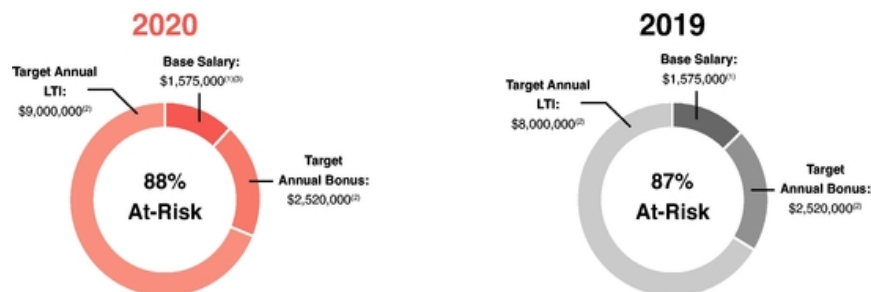 2020
Target Annual
LTI:
$9,000,000(2)
Base Salary:
$1,575,000(1)(3)
88%
At-Risk
Target
Annual Bonus:
$2,520,000(2)
2019
Target Annual
LTI:
$8,000,000(2)
Base Salary:
$1,575,000(1)
87%
At-Risk
Target
Annual Bonus:
$2,520,000(2)